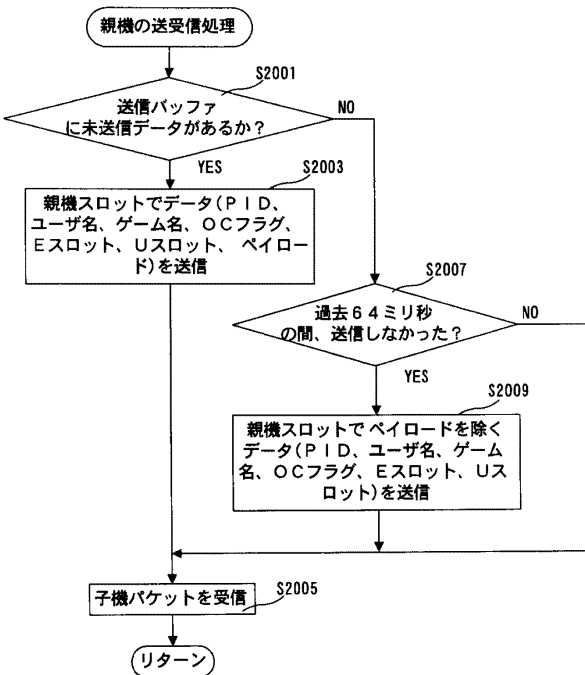 親機の送受信処理
S2001
送信バッファ
に未送信データがあるか？
NO
YES
S2003
親機スロットでデータ(ＰＩＤ、
ユーザ名、ゲーム名、ＯＣフラグ、
Ｅスロット、Ｕスロット、 ペイロー
ド)を送信
S2007
過去６４ミリ秒
の間、送信しなかった？
NO
YES
S2009
親機スロットで ペイロードを除く
データ(ＰＩＤ、ユーザ名、ゲーム
名、ＯＣフラグ、Ｅスロット、Ｕス
ロット)を送信
子機パケットを受信
S2005
リターン